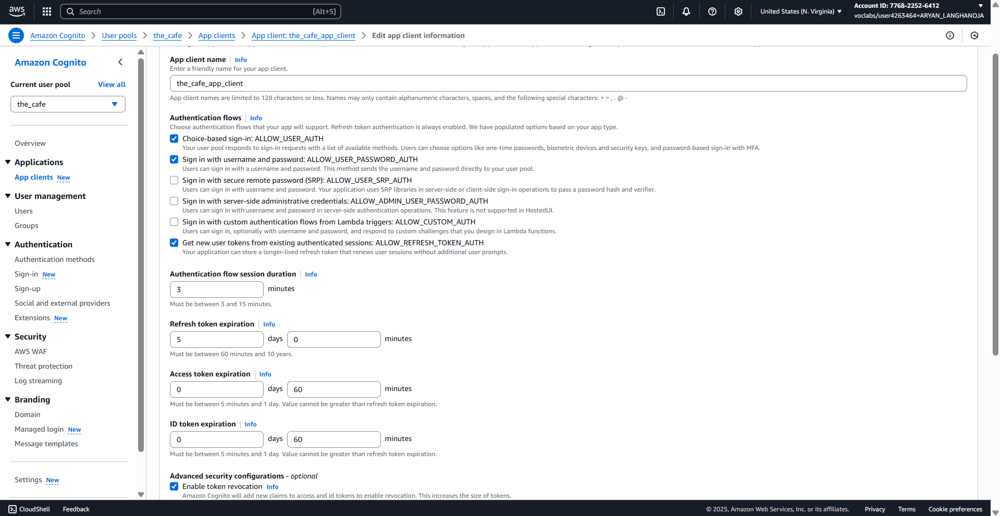 aws
Search [Alt+S]
United States (N. Virginia)
Account ID: 7768-2252-6412
voclabs/user4263464=ARYAN_LANGHANOJA
Amazon Cognito
User pools
the_cafe
App clients
App client: the_cafe_app_client
Edit app client information
Amazon Cognito
Current user pool
View all
the_cafe
Overview
Applications
App clients New
User management
Users
Groups
Authentication
Authentication methods
Sign-in New
Sign-up
Social and external providers
Extensions New
Security
AWS WAF
Threat protection
Log streaming
Branding
Domain
Managed login New
Message templates
Settings New
App client name Info
Enter a friendly name for your app client.
the_cafe_app_client
App client names are limited to 128 characters or less. Names may only contain alphanumeric characters, spaces, and the following special characters: + = , . @ -
Authentication flows Info
Choose authentication flows that your app will support. Refresh token authentication is always enabled. We have populated options based on your app type.
Choice-based sign-in: ALLOW_USER_AUTH
Your user pool responds to sign-in requests with a list of available methods. Users can choose options like one-time passwords, biometric devices and security keys, and password-based sign-in with MFA.
Sign in with username and password: ALLOW_USER_PASSWORD_AUTH
Users can sign in with a username and password. This method sends the username and password directly to your user pool.
Sign in with secure remote password (SRP): ALLOW_USER_SRP_AUTH
Users can sign in with username and password. Your application uses SRP libraries in server-side or client-side sign-in operations to pass a password hash and verifier.
Sign in with server-side administrative credentials: ALLOW_ADMIN_USER_PASSWORD_AUTH
Users can sign in with username and password in server-side authentication operations. This feature is not supported in HostedUI.
Sign in with custom authentication flows from Lambda triggers: ALLOW_CUSTOM_AUTH
Users can sign in, optionally with username and password, and respond to custom challenges that you design in Lambda functions.
Get new user tokens from existing authenticated sessions: ALLOW_REFRESH_TOKEN_AUTH
Your application can store a longer-lived refresh token that renews user sessions without additional user prompts.
Authentication flow session duration Info
3 minutes
Must be between 3 and 15 minutes.
Refresh token expiration Info
5 days 0 minutes
Must be between 60 minutes and 10 years.
Access token expiration Info
0 days 60 minutes
Must be between 5 minutes and 1 day. Value cannot be greater than refresh token expiration.
ID token expiration Info
0 days 60 minutes
Must be between 5 minutes and 1 day. Value cannot be greater than refresh token expiration.
Advanced security configurations - optional
Enable token revocation Info
Amazon Cognito will add new claims to access and id tokens to enable revocation. This increases the size of tokens.
CloudShell
Feedback
© 2025, Amazon Web Services, Inc. or its affiliates.
Privacy
Terms
Cookie preferences